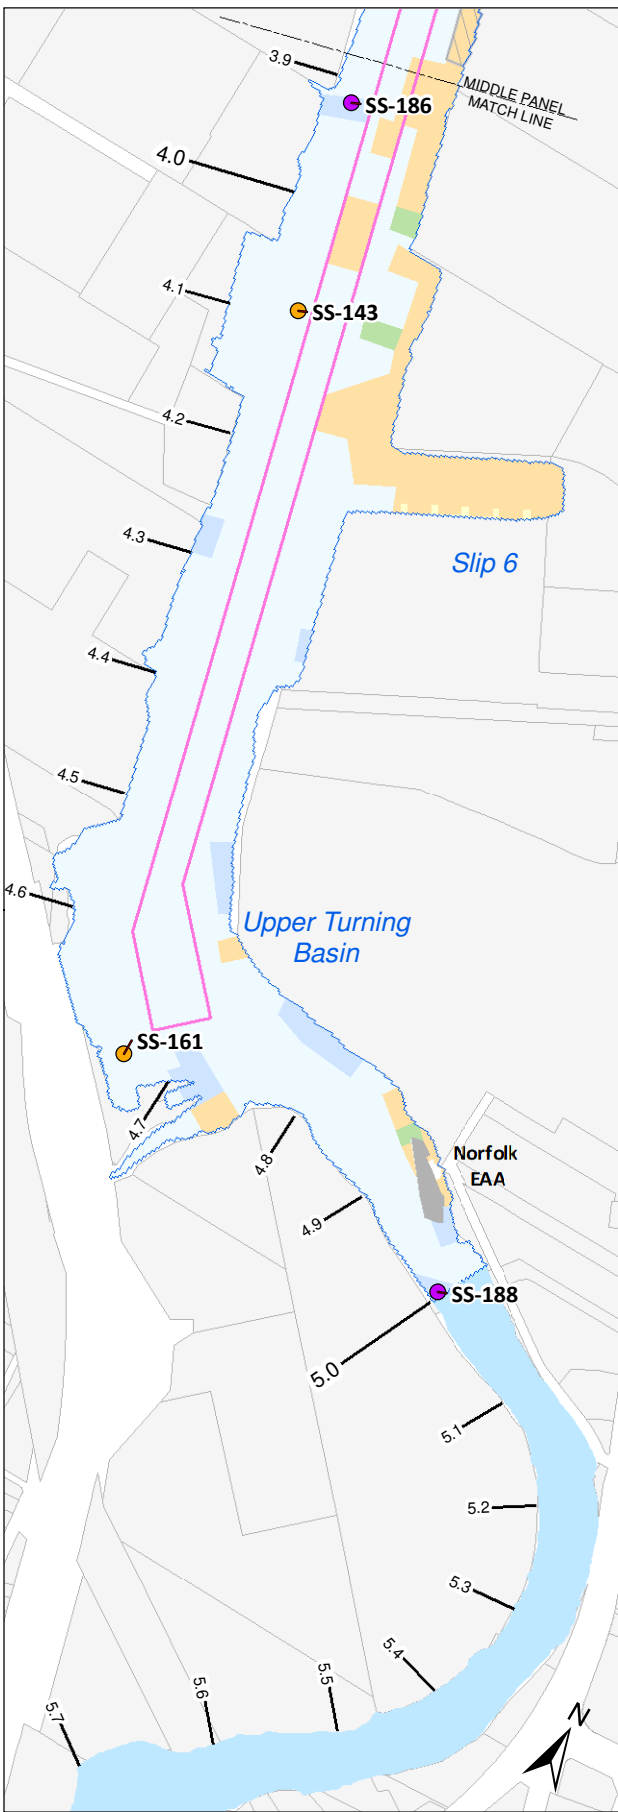 3.9
MIDDLE PANEL
MATCH LINE
SS-186
4.0
4.1
SS-143
4.2
4.3
Slip 6
4.4
4.5
4.6
Upper Turning
Basin
SS-161
4.7
4.8
Norfolk
EAA
4.9
SS-188
5.0
5.1
5.2
5.3
5.4
5.5
5.6
5.7
N